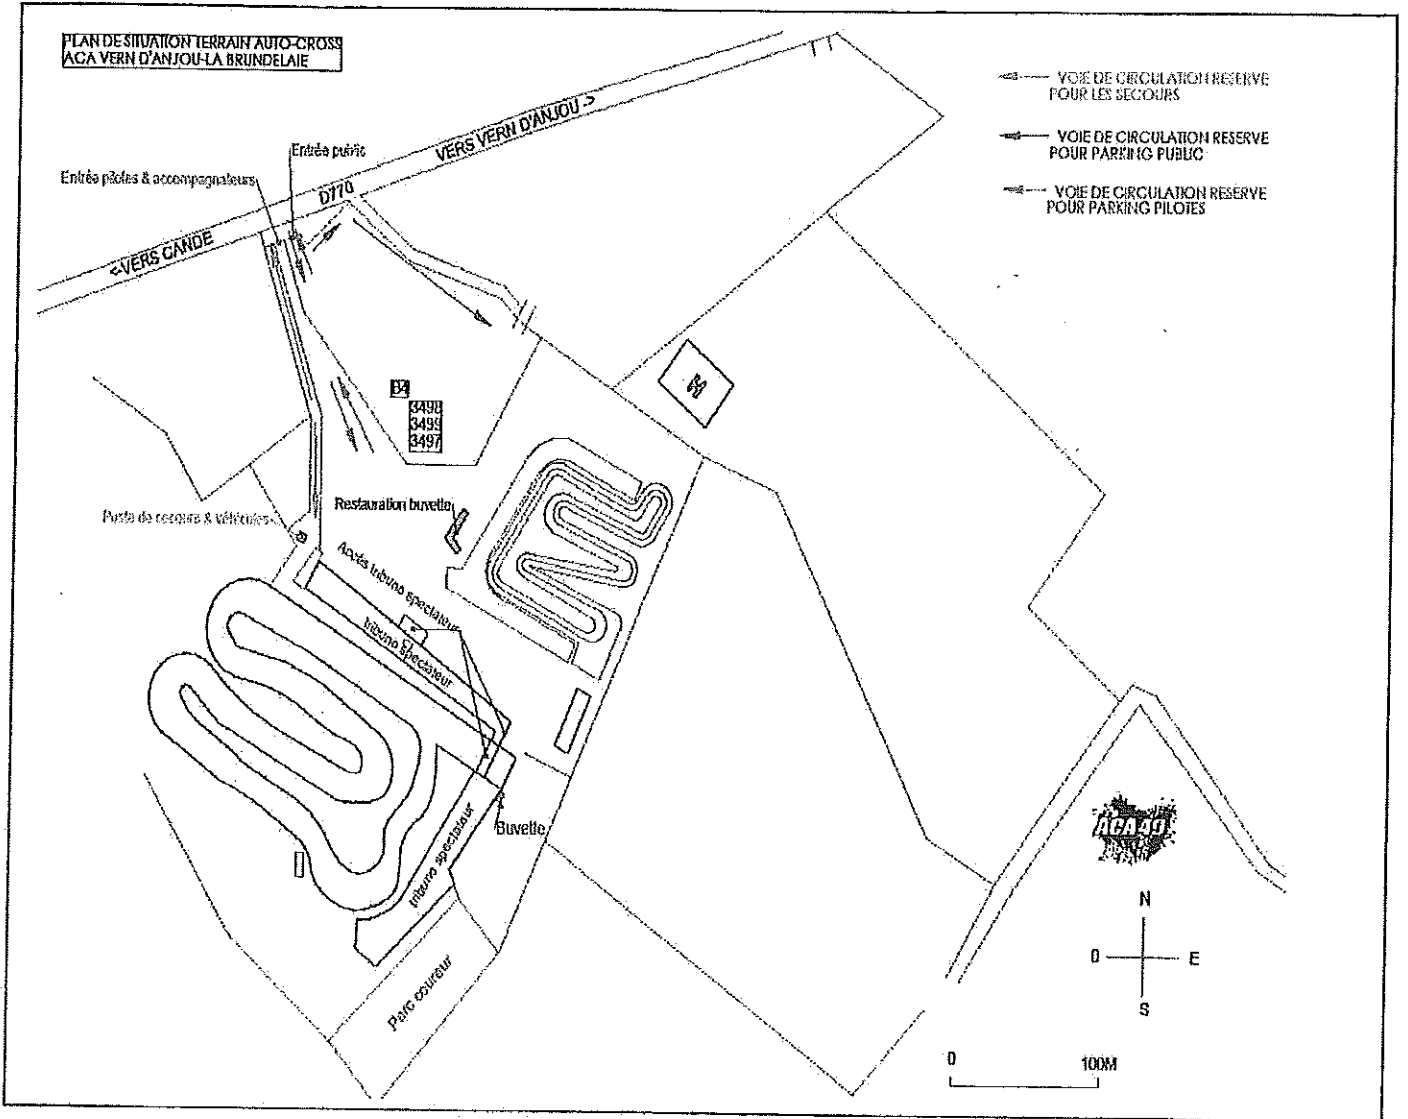 PLAN DE SITUATION TERRAIN AUTO-CROSS
ACA VERN D'ANJOU-LA BRUNDELAIE
VOIE DE CIRCULATION RESERVE
POUR LES SECOURS
VOIE DE CIRCULATION RESERVE
POUR PARKING PUBLIC
VOIE DE CIRCULATION RESERVE
POUR PARKING PILOTES
VERS VERN D'ANJOU ->
Entrée public
Entrée pilotes & accompagnateurs
D770
<-VERS CANDE
3498
3499
3497
Restauration buvette
Poste de secours & véhicules
Accès tribune spectateur
tribune spectateur
Buvette
tribune spectateur
Parc coureur
ACA49
N
O
E
S
0
100M